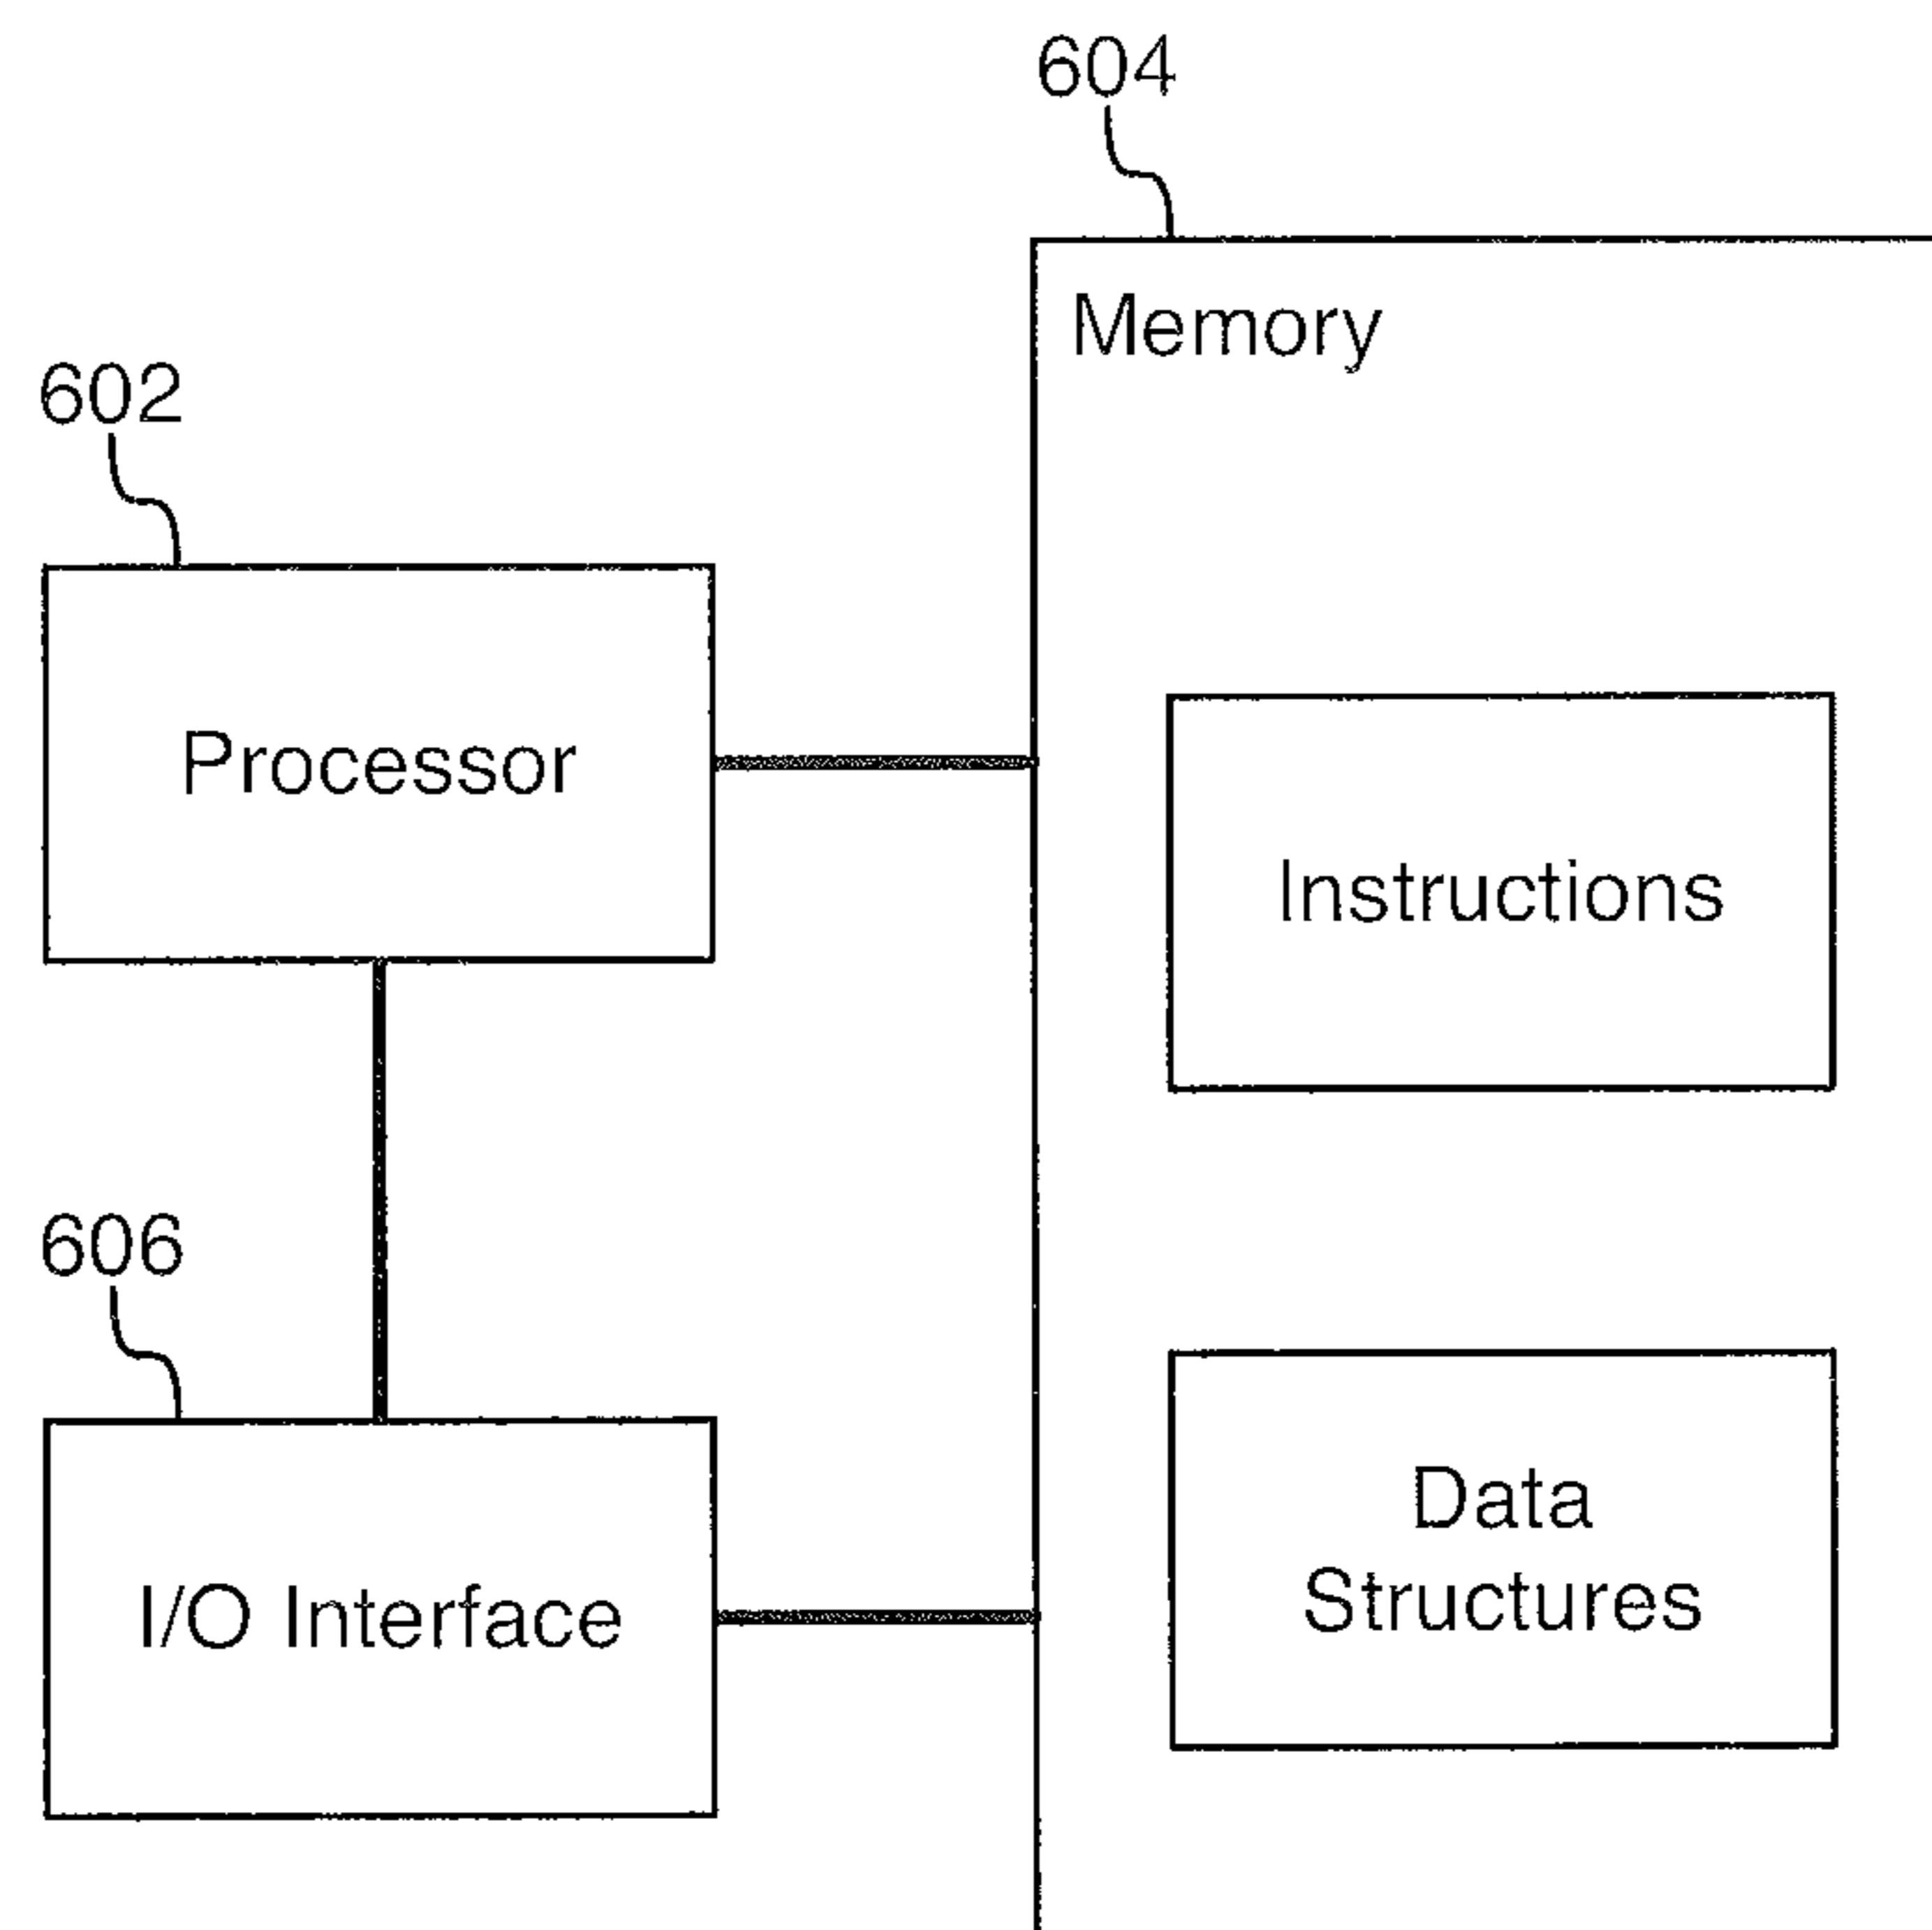 604
Memory
602
Processor
Instructions
606
I/O Interface
Data
Structures